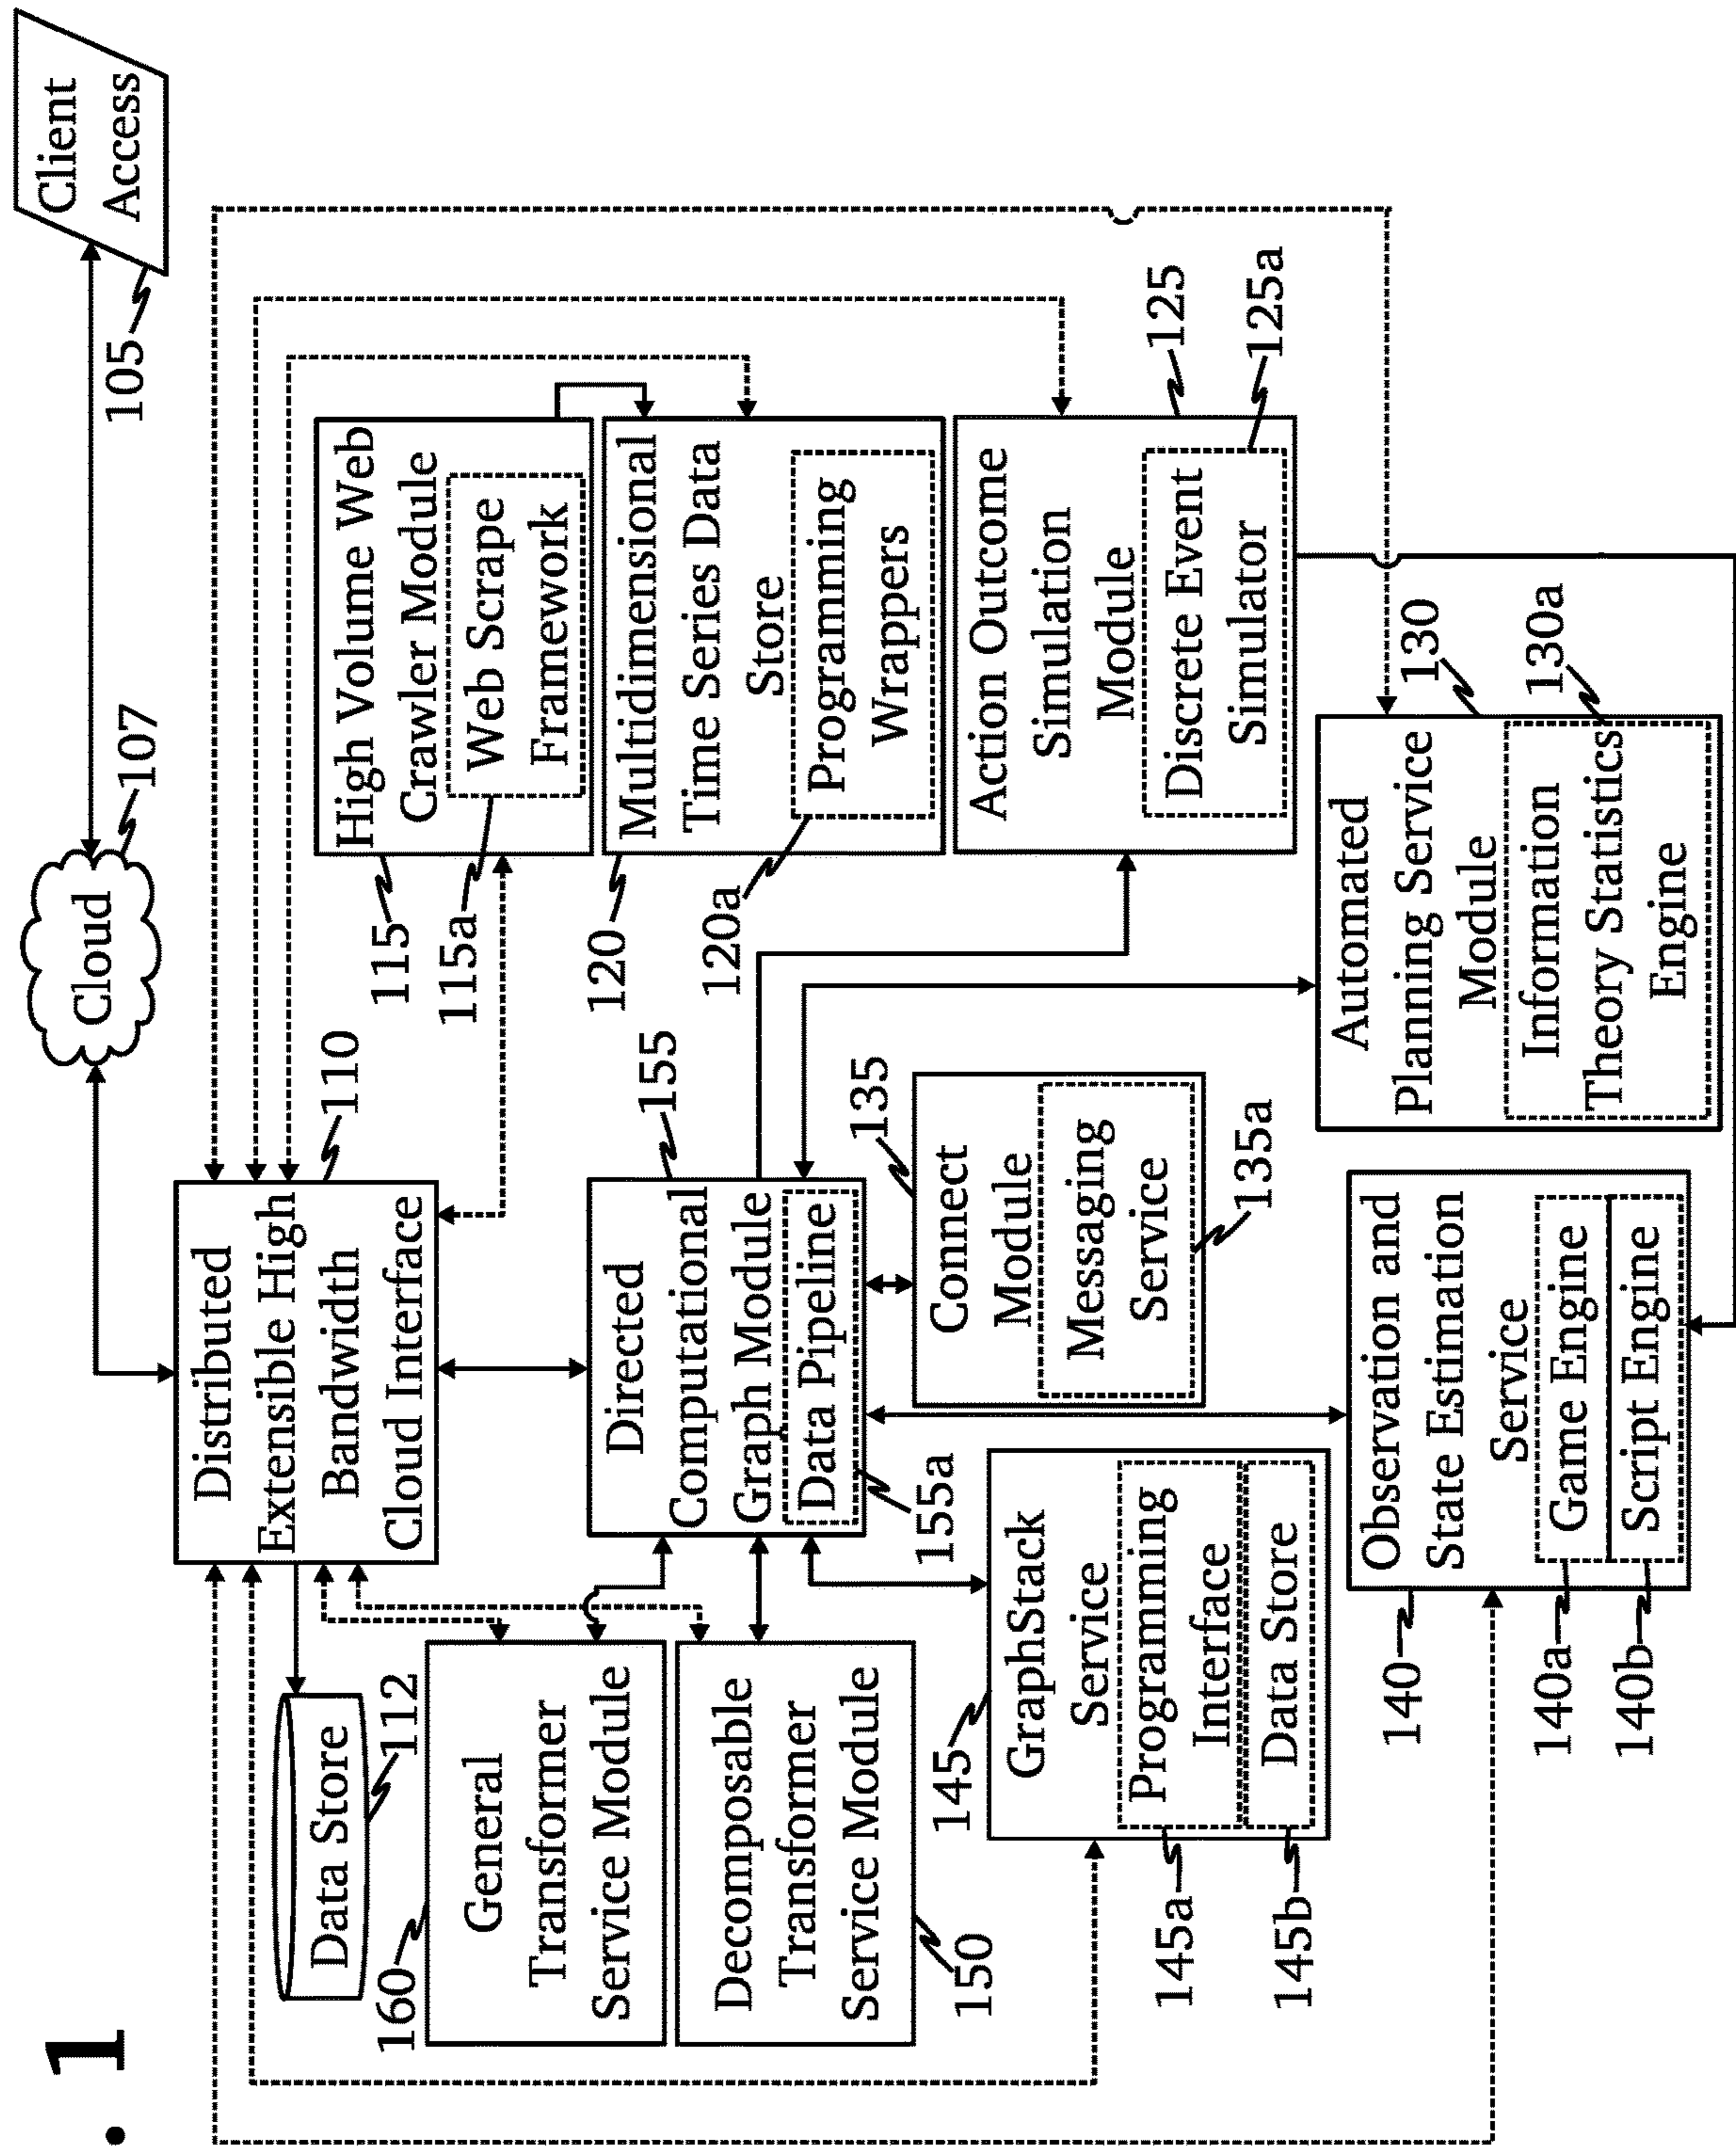 . 1
Client
Access
105
Cloud
107
Distributed
Extensible High
Bandwidth
Cloud Interface
110
Data Store
112
High Volume Web
Crawler Module
Web Scrape
Framework
115
115a
Multidimensional
Time Series Data
Store
Programming
Wrappers
120
120a
Action Outcome
Simulation
Module
Discrete Event
Simulator
125
125a
General
Transformer
Service Module
160
Decomposable
Transformer
Service Module
150
Directed
Computational
Graph Module
Data Pipeline
155
155a
Connect
Module
Messaging
Service
135
135a
GraphStack
Service
Programming
Interface
Data Store
145
145a
145b
Observation and
State Estimation
Service
Game Engine
Script Engine
140
140a
140b
Automated
Planning Service
Module
Information
Theory Statistics
Engine
130
130a